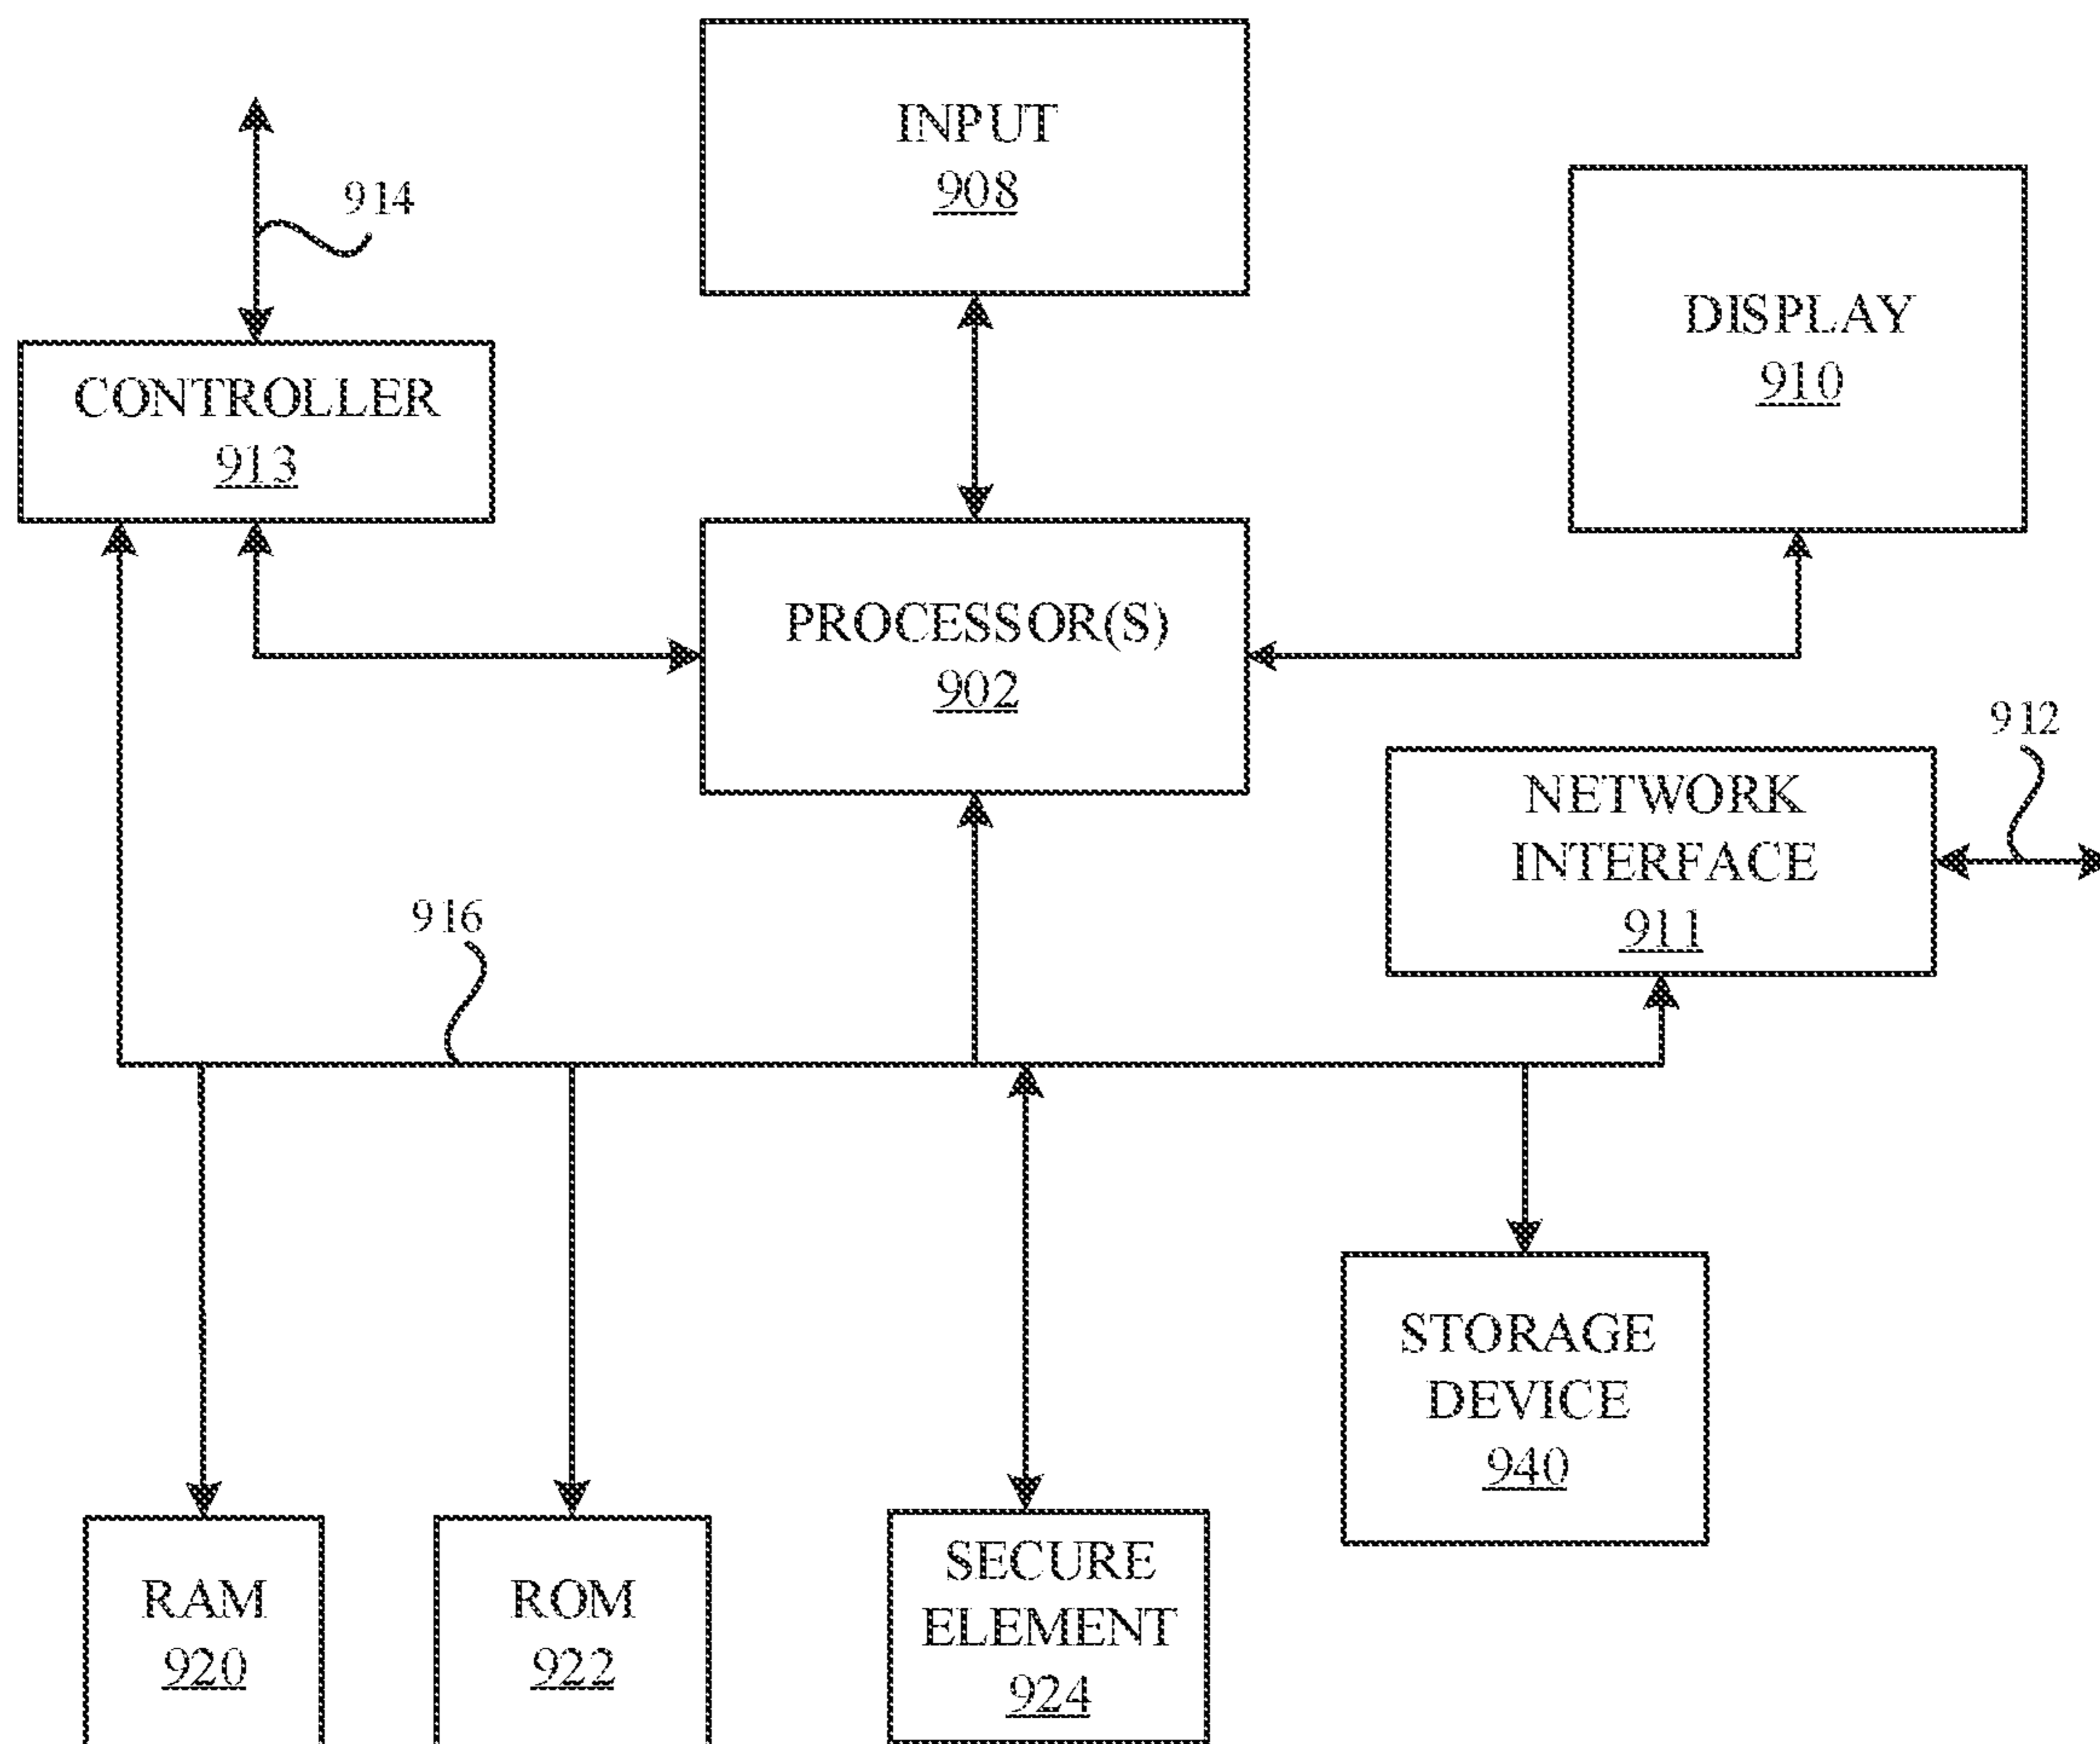 INPUT
908
914
DISPLAY
910
CONTROLLER
913
PROCESSOR(S)
902
912
NETWORK
INTERFACE
911
916
STORAGE
DEVICE
940
RAM
920
ROM
922
SECURE
ELEMENT
924